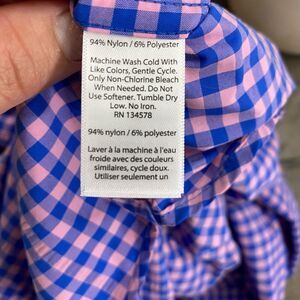 94% Nylon / 6% Polyester
Machine Wash Cold With
Like Colors, Gentle Cycle.
Only Non-Chlorine Bleach
When Needed. Do Not
Use Softener. Tumble Dry
Low. No Iron.
RN 134578
94% nylon / 6% polyester
Laver à la machine à l'eau
froide avec des couleurs
similaires, cycle doux.
Utiliser seulement un